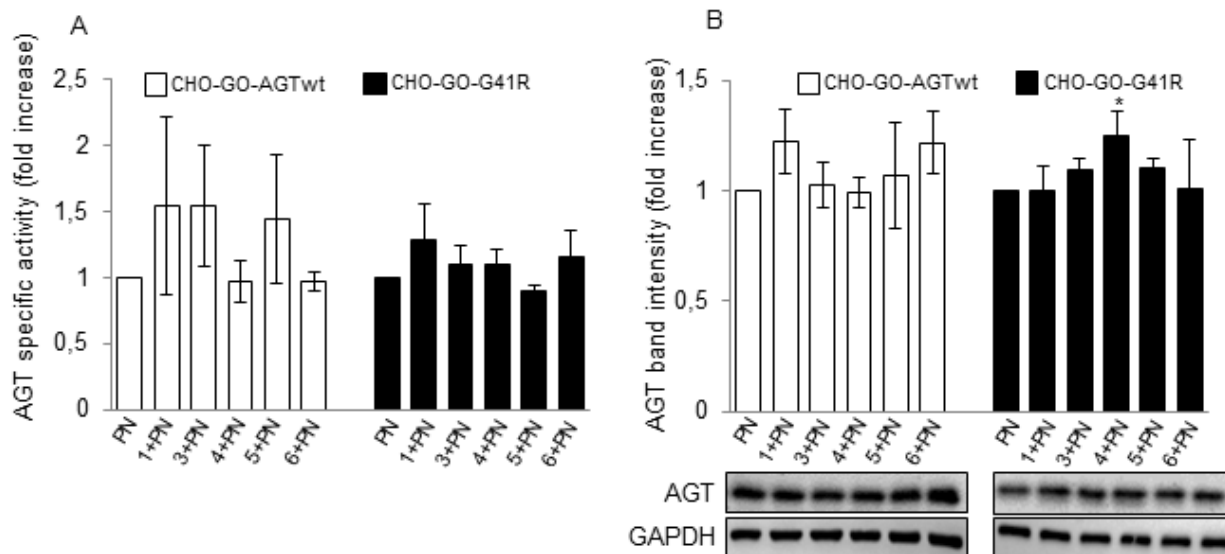 A
AGT specific activity (fold increase)
2,5
2
1,5
1
0,5
0
CHO-GO-AGTwt
CHO-GO-G41R
PN
1+PN
3+PN
4+PN
5+PN
6+PN
PN
1+PN
3+PN
4+PN
5+PN
6+PN
B
AGT band intensity (fold increase)
1,5
1
0,5
0
CHO-GO-AGTwt
CHO-GO-G41R
*
PN
1+PN
3+PN
4+PN
5+PN
6+PN
PN
1+PN
3+PN
4+PN
5+PN
6+PN
AGT
GAPDH